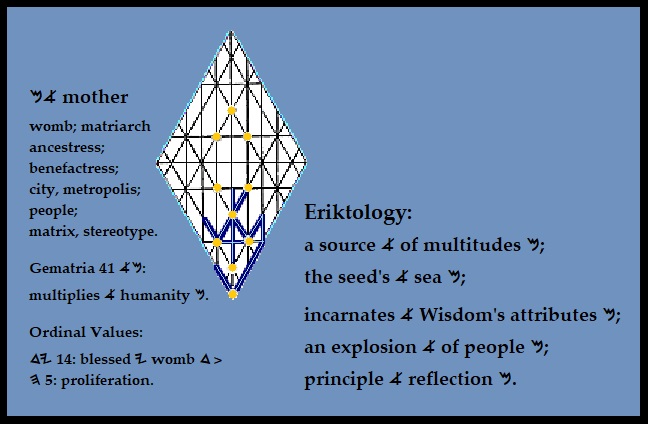 𐤀𐤌 mother
womb; matriarch
ancestress;
benefactress;
city, metropolis;
people;
matrix, stereotype.
Gematria 41 𐤌𐤀:
multiplies 𐤀 humanity 𐤌.
Ordinal Values:
𐤉𐤃 14: blessed 𐤉 womb 𐤃 >
𐤄 5: proliferation.
Eriktology:
a source 𐤀 of multitudes 𐤌;
the seed's 𐤀 sea 𐤌;
incarnates 𐤀 Wisdom's attributes 𐤌;
an explosion 𐤀 of people 𐤌;
principle 𐤀 reflection 𐤌.